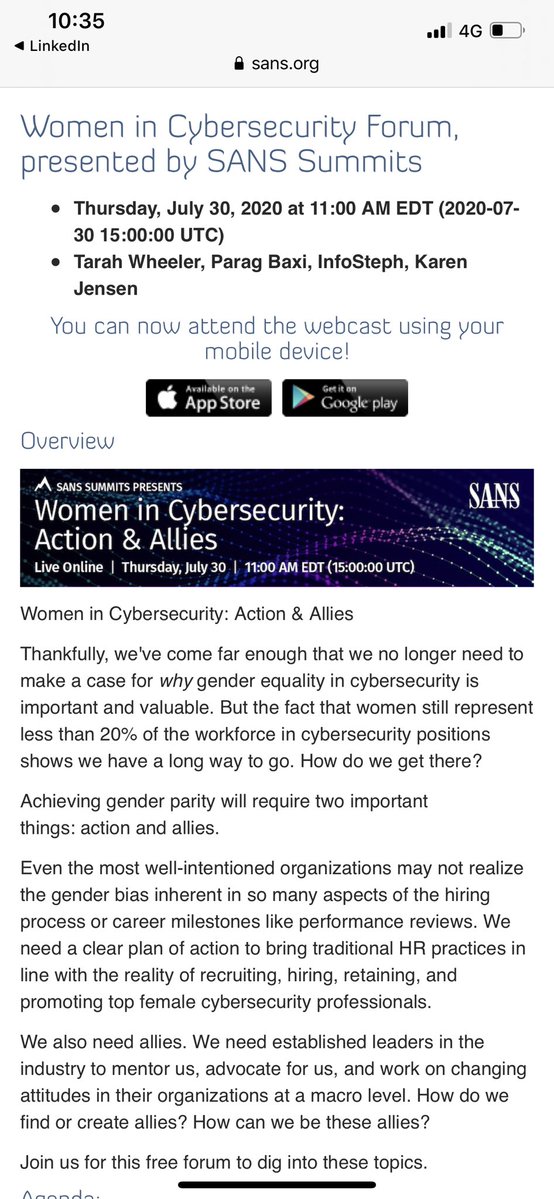 10:35
4G
◀ LinkedIn
sans.org
Women in Cybersecurity Forum,
presented by SANS Summits
• Thursday, July 30, 2020 at 11:00 AM EDT (2020-07-
30 15:00:00 UTC)
• Tarah Wheeler, Parag Baxi, InfoSteph, Karen
Jensen
You can now attend the webcast using your
mobile device!
Available on the
App Store
Get it on
Google play
Overview
SANS SUMMITS PRESENTS
SANS
Women in Cybersecurity:
Action & Allies
Live Online | Thursday, July 30 | 11:00 AM EDT (15:00:00 UTC)
Women in Cybersecurity: Action & Allies
Thankfully, we've come far enough that we no longer need to
make a case for why gender equality in cybersecurity is
important and valuable. But the fact that women still represent
less than 20% of the workforce in cybersecurity positions
shows we have a long way to go. How do we get there?
Achieving gender parity will require two important
things: action and allies.
Even the most well-intentioned organizations may not realize
the gender bias inherent in so many aspects of the hiring
process or career milestones like performance reviews. We
need a clear plan of action to bring traditional HR practices in
line with the reality of recruiting, hiring, retaining, and
promoting top female cybersecurity professionals.
We also need allies. We need established leaders in the
industry to mentor us, advocate for us, and work on changing
attitudes in their organizations at a macro level. How do we
find or create allies? How can we be these allies?
Join us for this free forum to dig into these topics.
Agenda: